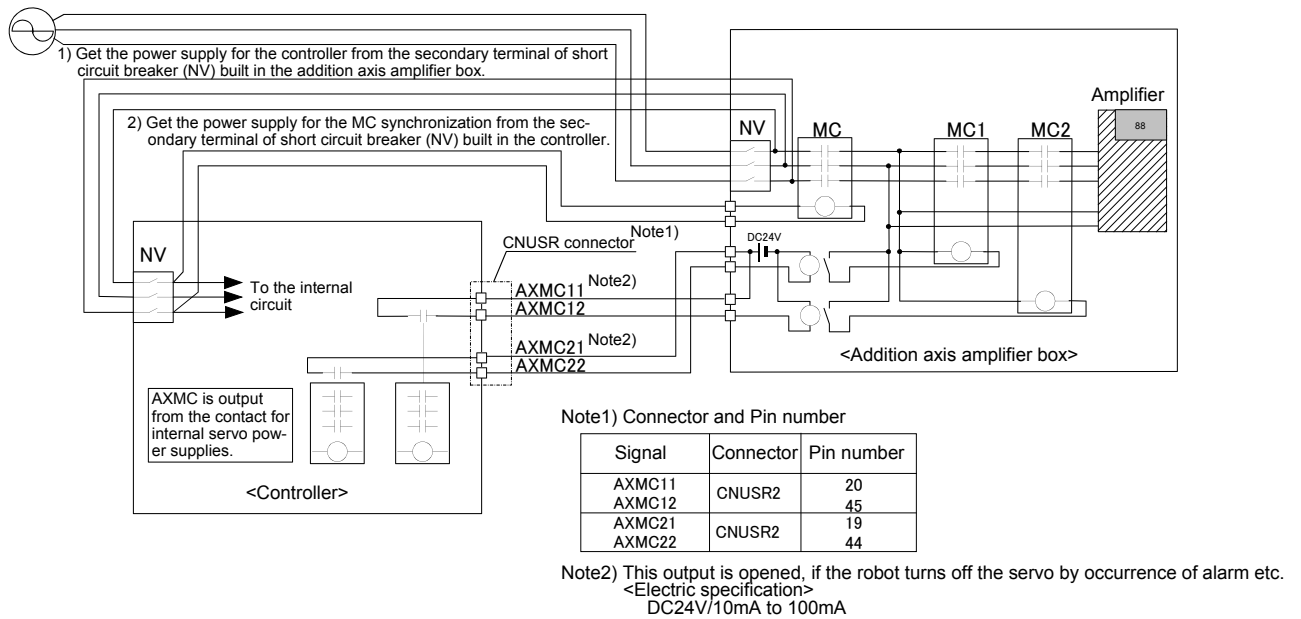 1) Get the power supply for the controller from the secondary terminal of short
circuit breaker (NV) built in the addition axis amplifier box.
2) Get the power supply for the MC synchronization from the sec-
ondary terminal of short circuit breaker (NV) built in the controller.
Amplifier
88
NV
MC
MC1
MC2
DC24V
<Addition axis amplifier box>
NV
To the internal
circuit
CNUSR connector Note1)
AXMC11 Note2)
AXMC12
AXMC21 Note2)
AXMC22
AXMC is output
from the contact for
internal servo pow-
er supplies.
<Controller>
Note1) Connector and Pin number
Signal Connector Pin number
AXMC11 CNUSR2 20
AXMC12 45
AXMC21 CNUSR2 19
AXMC22 44
Note2) This output is opened, if the robot turns off the servo by occurrence of alarm etc.
<Electric specification>
DC24V/10mA to 100mA